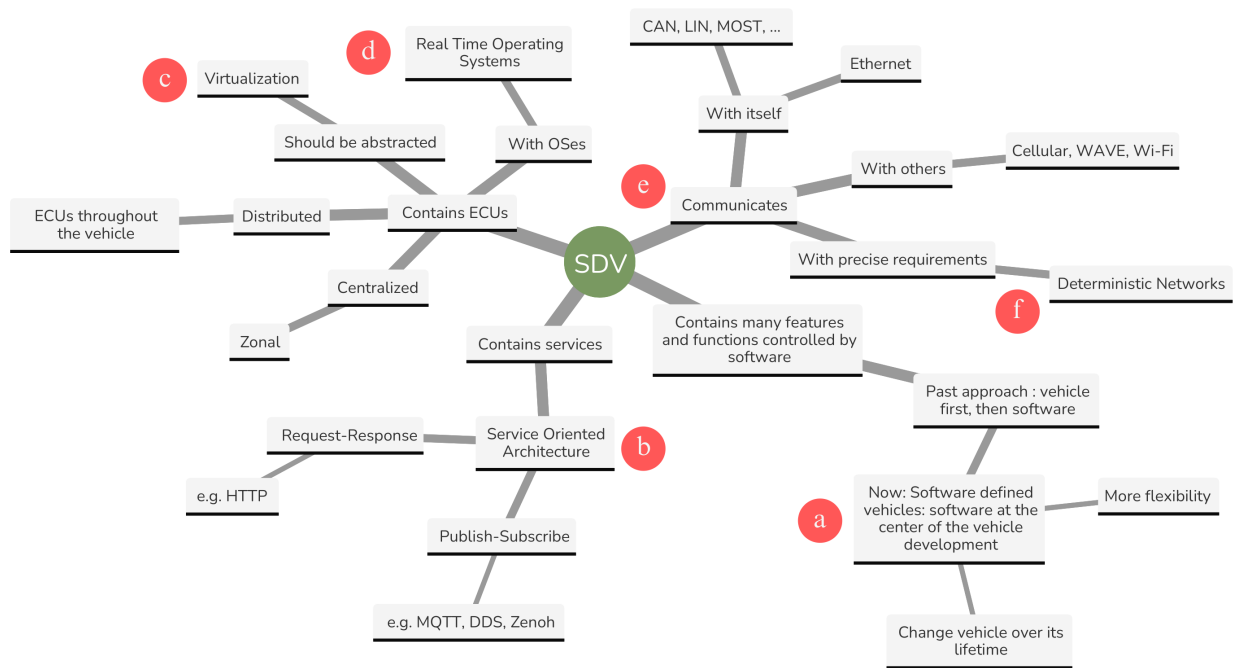 SDV
Contains ECUs
Should be abstracted
c
Virtualization
With OSes
d
Real Time Operating
Systems
Distributed
ECUs throughout
the vehicle
Centralized
Zonal
e
Communicates
With itself
CAN, LIN, MOST, ...
Ethernet
With others
Cellular, WAVE, Wi-Fi
With precise requirements
Deterministic Networks
f
Contains services
Service Oriented
Architecture
b
Request-Response
e.g. HTTP
Publish-Subscribe
e.g. MQTT, DDS, Zenoh
Contains many features
and functions controlled by
software
Past approach : vehicle
first, then software
a
Now: Software defined
vehicles: software at the
center of the vehicle
development
More flexibility
Change vehicle over its
lifetime